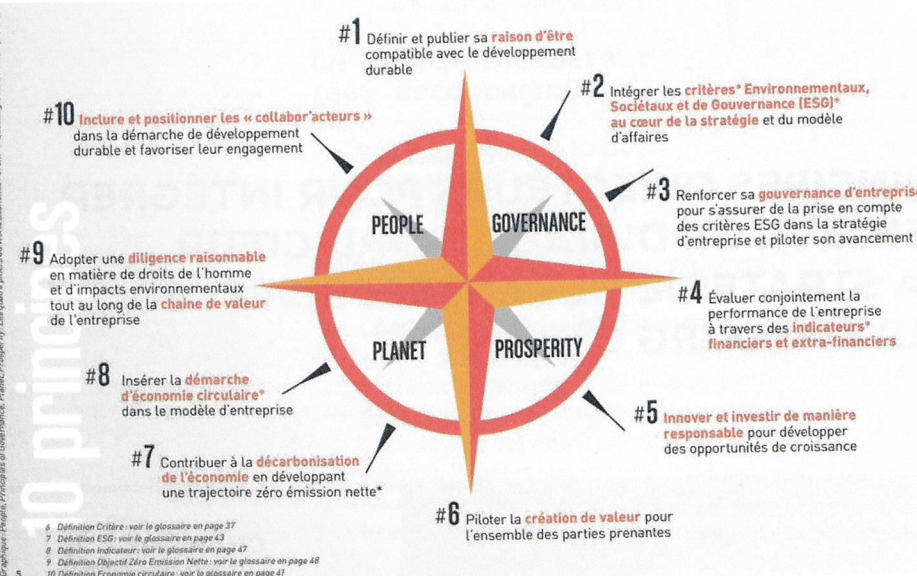 #1 Définir et publier sa raison d'être
compatible avec le développement
durable
#2 Intégrer les critères* Environnementaux,
Sociétaux et de Gouvernance (ESG)*
au cœur de la stratégie et du modèle
d'affaires
#3 Renforcer sa gouvernance d'entreprise
pour s'assurer de la prise en compte
des critères ESG dans la stratégie
d'entreprise et piloter son avancement
#4 Évaluer conjointement la
performance de l'entreprise
à travers des indicateurs*
financiers et extra-financiers
#5 Innover et investir de manière
responsable pour développer
des opportunités de croissance
#6 Piloter la création de valeur pour
l'ensemble des parties prenantes
#7 Contribuer à la décarbonisation
de l'économie en développant
une trajectoire zéro émission nette*
#8 Insérer la démarche
d'économie circulaire*
dans le modèle d'entreprise
#9 Adopter une diligence raisonnable
en matière de droits de l'homme
et d'impacts environnementaux
tout au long de la chaine de valeur
de l'entreprise
#10 Inclure et positionner les « collabor'acteurs »
dans la démarche de développement
durable et favoriser leur engagement
PEOPLE
GOVERNANCE
PLANET
PROSPERITY
10 principes
6 Définition Critère : voir le glossaire en page 37
7 Définition ESG : voir le glossaire en page 43
8 Définition Indicateur : voir le glossaire en page 47
9 Définition Objectif Zéro Emission Nette : voir le glossaire en page 48
10 Définition Economie circulaire : voir le glossaire en page 41
5
Graphique : People, Principles of Governance, Planet, Prosperity